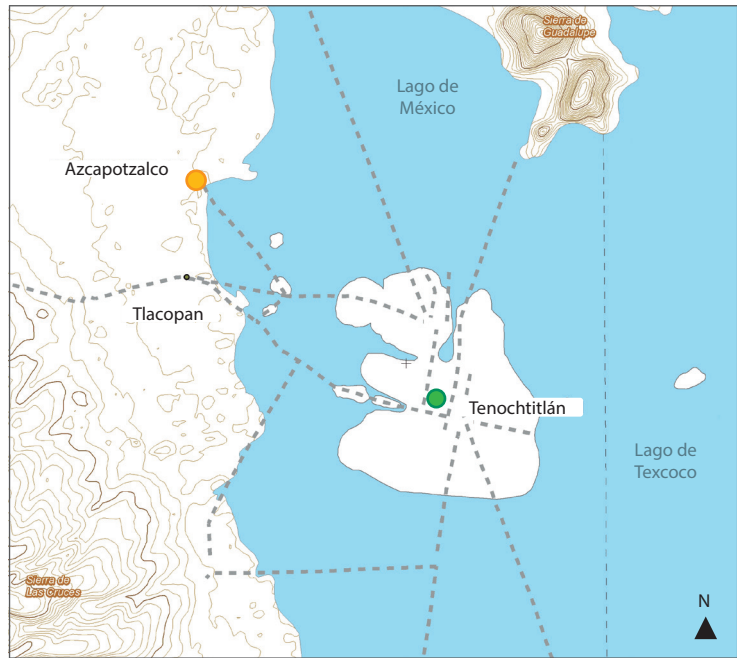 Sierra de
Guadalupe
Lago de
México
Azcapotzalco
Tlacopan
Tenochtitlán
Lago de
Texcoco
Sierra de
Las Cruces
N